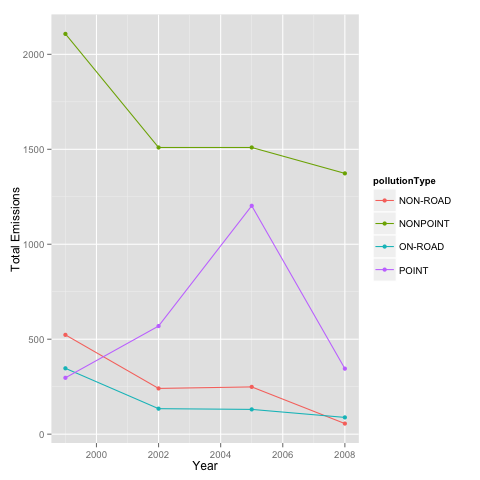 Total Emissions
2000
1500
1000
500
0
2000
2002
2004
2006
2008
Year
pollutionType
NON-ROAD
NONPOINT
ON-ROAD
POINT